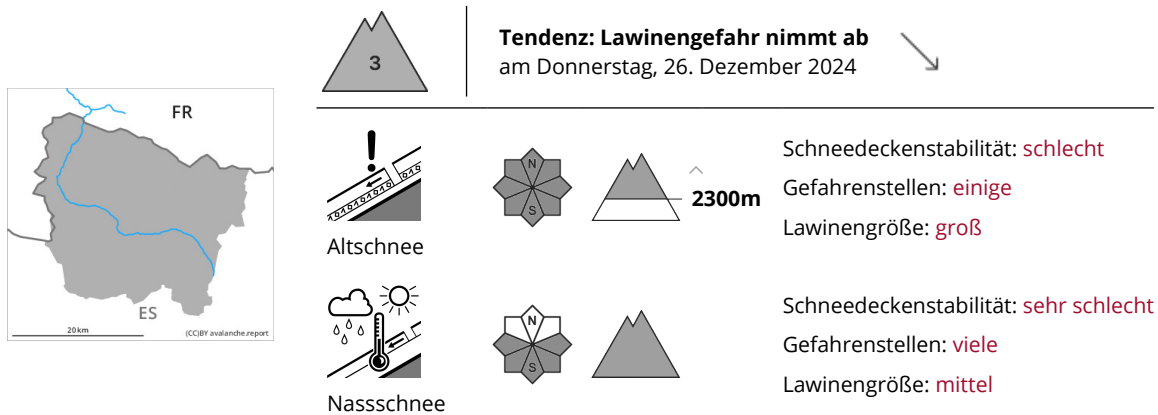 3
Tendenz: Lawinengefahr nimmt ab
am Donnerstag, 26. Dezember 2024
FR
ES
20 km
(CC)BY avalanche.report
Altschnee
N
S
2300m
Schneedeckenstabilität: schlecht
Gefahrenstellen: einige
Lawinengröße: groß
Nassschnee
N
S
Schneedeckenstabilität: sehr schlecht
Gefahrenstellen: viele
Lawinengröße: mittel